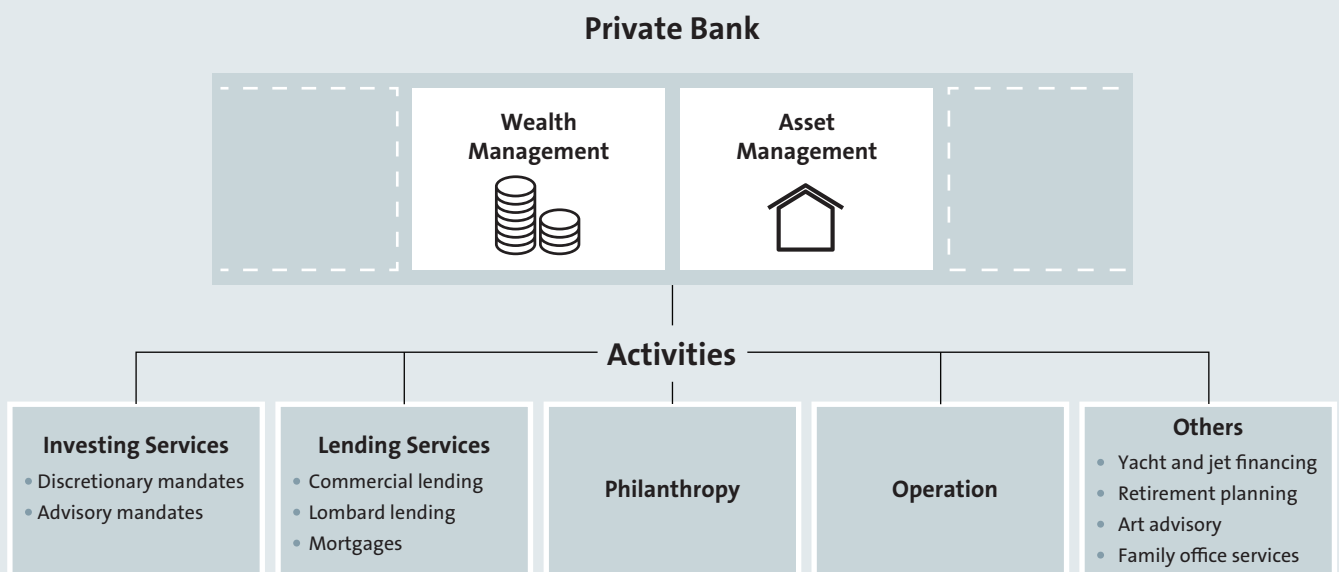 Private Bank
Wealth
Management
Asset
Management
Activities
Investing Services
• Discretionary mandates
• Advisory mandates
Lending Services
• Commercial lending
• Lombard lending
• Mortgages
Philanthropy
Operation
Others
• Yacht and jet financing
• Retirement planning
• Art advisory
• Family office services